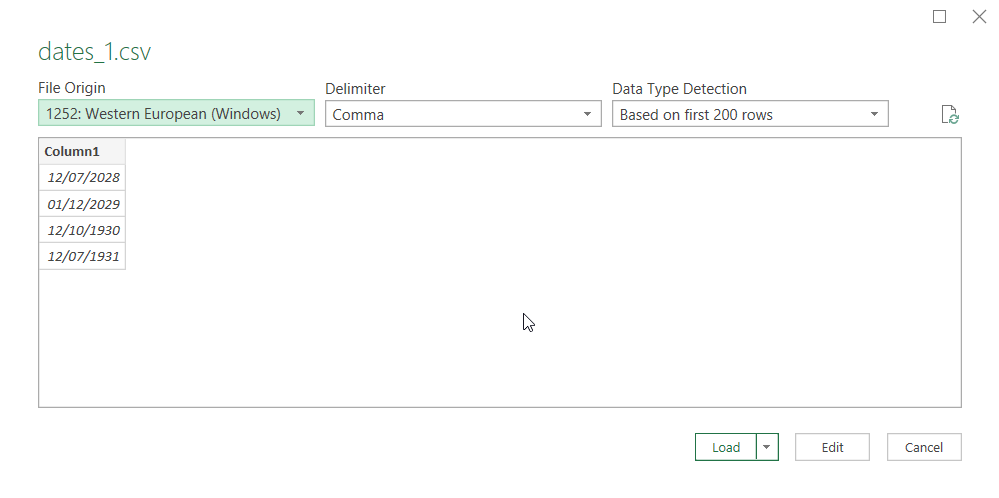 dates_1.csv
File Origin Delimiter Data Type Detection
1252: Western European (Windows) Comma Based on first 200 rows
Column1
12/07/2028
01/12/2029
12/10/1930
12/07/1931
Load Edit Cancel